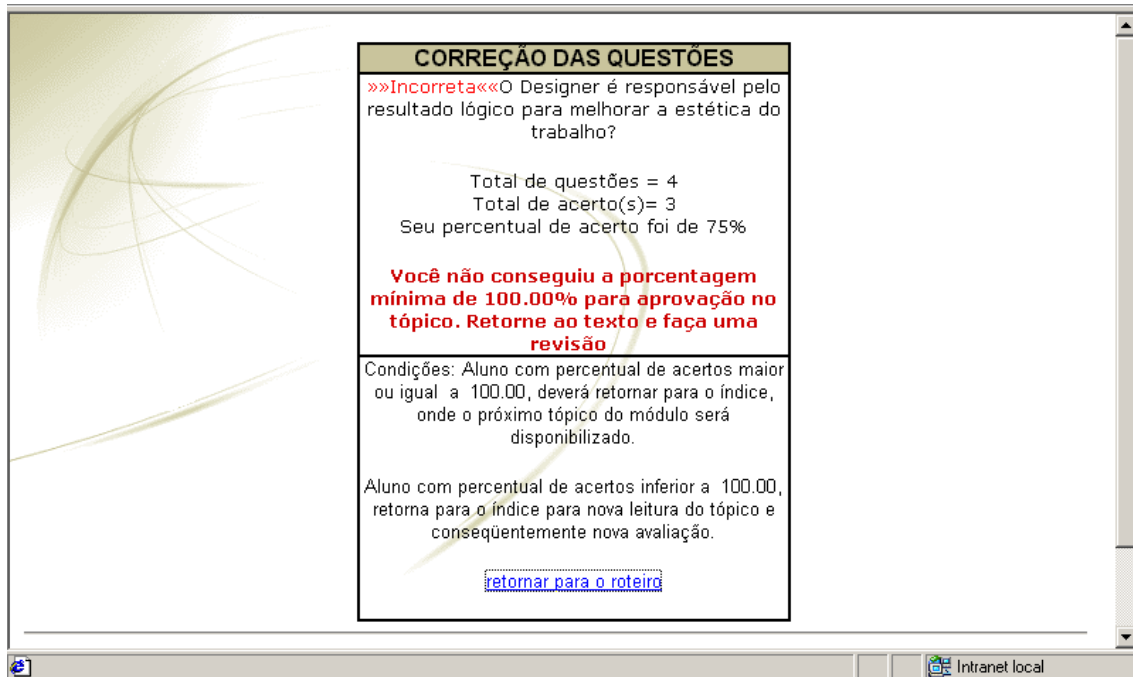 CORREÇÃO DAS QUESTÕES
»»Incorreta««O Designer é responsável pelo
resultado lógico para melhorar a estética do
trabalho?
Total de questões = 4
Total de acerto(s)= 3
Seu percentual de acerto foi de 75%
Você não conseguiu a porcentagem
mínima de 100.00% para aprovação no
tópico. Retorne ao texto e faça uma
revisão
Condições: Aluno com percentual de acertos maior
ou igual a 100.00, deverá retornar para o índice,
onde o próximo tópico do módulo será
disponibilizado.
Aluno com percentual de acertos inferior a 100.00,
retorna para o índice para nova leitura do tópico e
conseqüentemente nova avaliação.
retornar para o roteiro
Intranet local